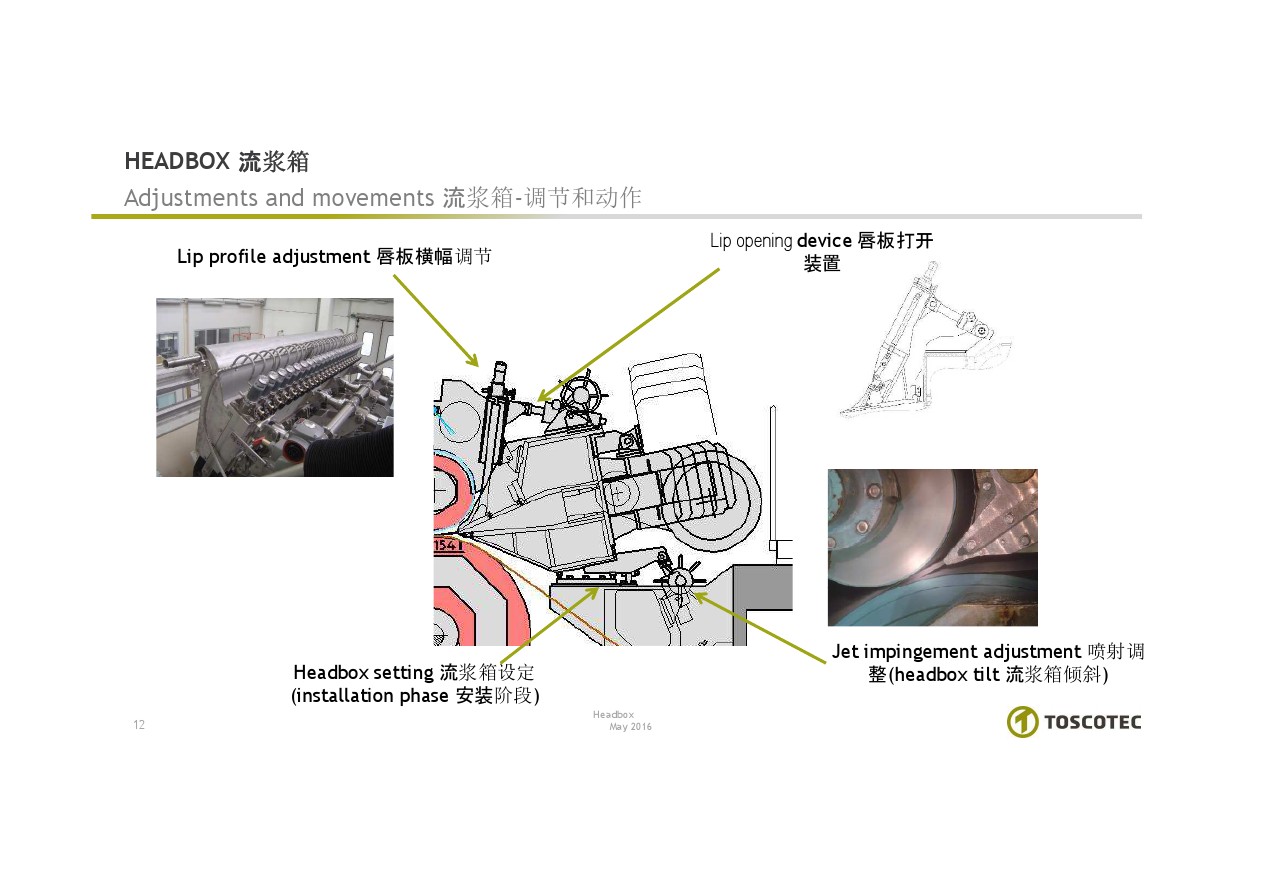 HEADBOX 流浆箱
Adjustments and movements 流浆箱-调节和动作
Lip profile adjustment 唇板横幅调节
Lip opening device 唇板打开
装置
154
Jet impingement adjustment 喷射调
整(headbox tilt 流浆箱倾斜)
Headbox setting 流浆箱设定
(installation phase 安装阶段)
12
Headbox
May 2016
TOSCOTEC